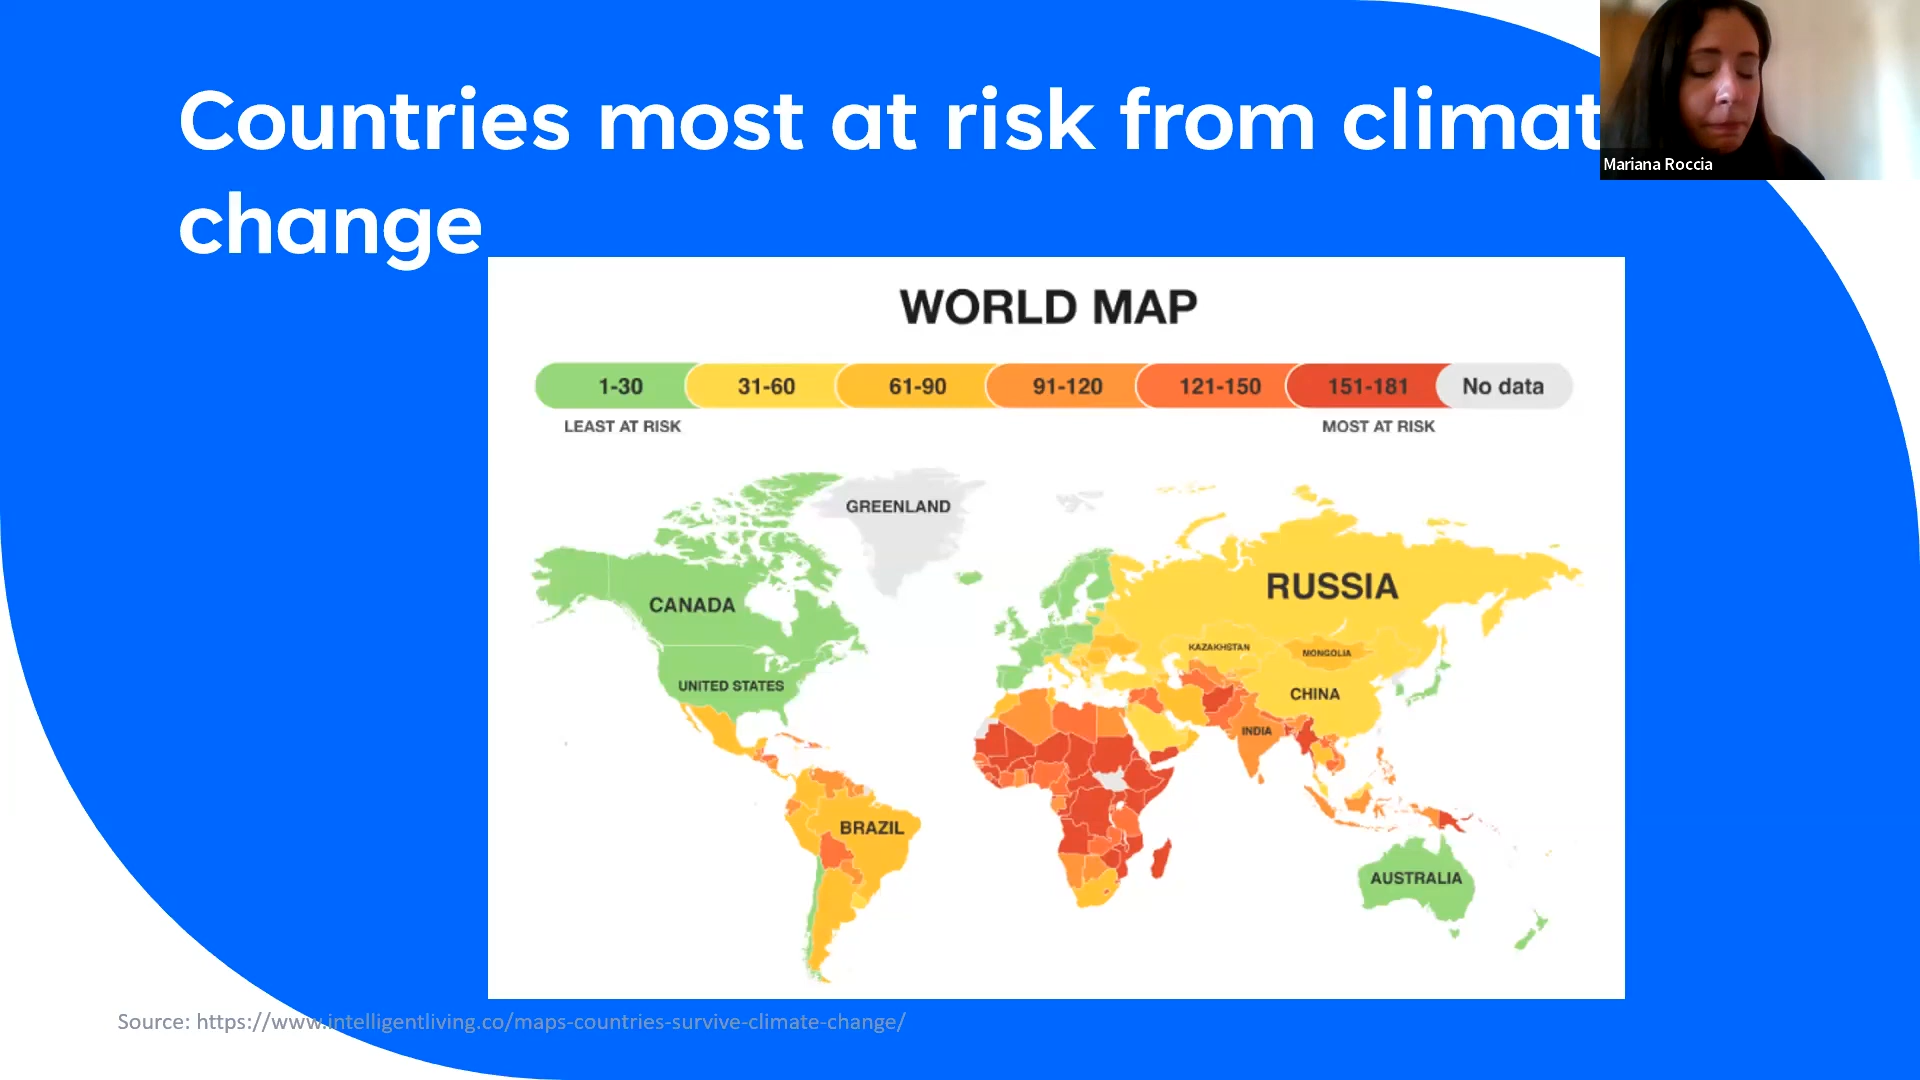 Countries most at risk from climat
change
Mariana Roccia
WORLD MAP
1-30
31-60
61-90
91-120
121-150
151-181
No data
LEAST AT RISK
MOST AT RISK
GREENLAND
CANADA
RUSSIA
KAZAKHSTAN
MONGOLIA
UNITED STATES
CHINA
INDIA
BRAZIL
AUSTRALIA
Source: https://www.intelligentliving.co/maps-countries-survive-climate-change/